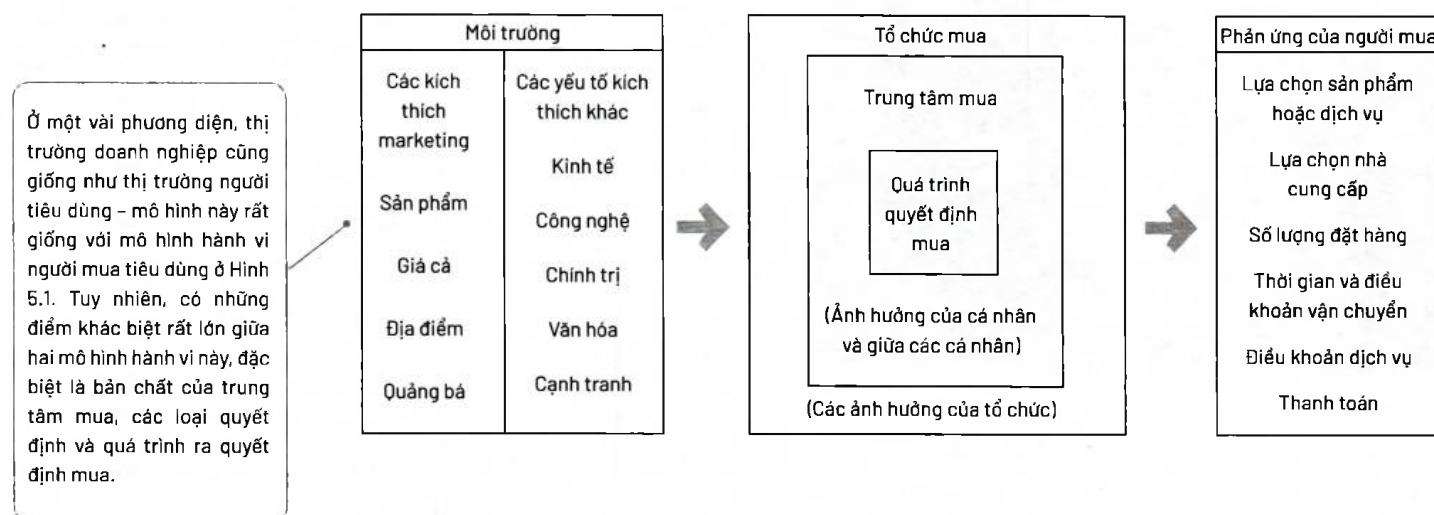 Ở một vài phương diện, thị
trường doanh nghiệp cũng
giống như thị trường người
tiêu dùng – mô hình này rất
giống với mô hình hành vi
người mua tiêu dùng ở Hình
5.1. Tuy nhiên, có những
điểm khác biệt rất lớn giữa
hai mô hình hành vi này, đặc
biệt là bản chất của trung
tâm mua, các loại quyết
định và quá trình ra quyết
định mua.
Môi trường
Các kích
thích
marketing
Sản phẩm
Giá cả
Địa điểm
Quảng bá
Các yếu tố kích
thích khác
Kinh tế
Công nghệ
Chính trị
Văn hóa
Cạnh tranh
Tổ chức mua
Trung tâm mua
Quá trình
quyết định
mua
(Ảnh hưởng của cá nhân
và giữa các cá nhân)
(Các ảnh hưởng của tổ chức)
Phản ứng của người mua
Lựa chọn sản phẩm
hoặc dịch vụ
Lựa chọn nhà
cung cấp
Số lượng đặt hàng
Thời gian và điều
khoản vận chuyển
Điều khoản dịch vụ
Thanh toán